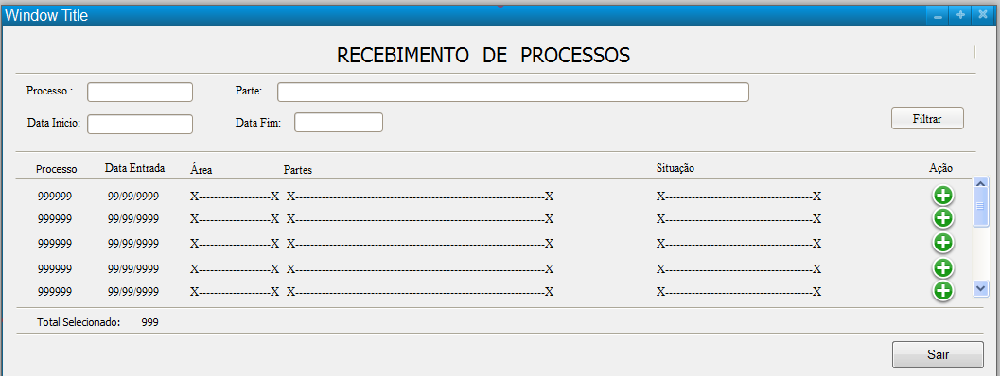 Window Title
RECEBIMENTO DE PROCESSOS
Processo : Parte:
Data Inicio: Data Fim: Filtrar
Processo Data Entrada Área Partes Situação Ação
999999 99/99/9999 X-------------------X X------------------------------------------------------------------X X---------------------------------------X
999999 99/99/9999 X-------------------X X------------------------------------------------------------------X X---------------------------------------X
999999 99/99/9999 X-------------------X X------------------------------------------------------------------X X---------------------------------------X
999999 99/99/9999 X-------------------X X------------------------------------------------------------------X X---------------------------------------X
999999 99/99/9999 X-------------------X X------------------------------------------------------------------X X---------------------------------------X
Total Selecionado: 999
Sair